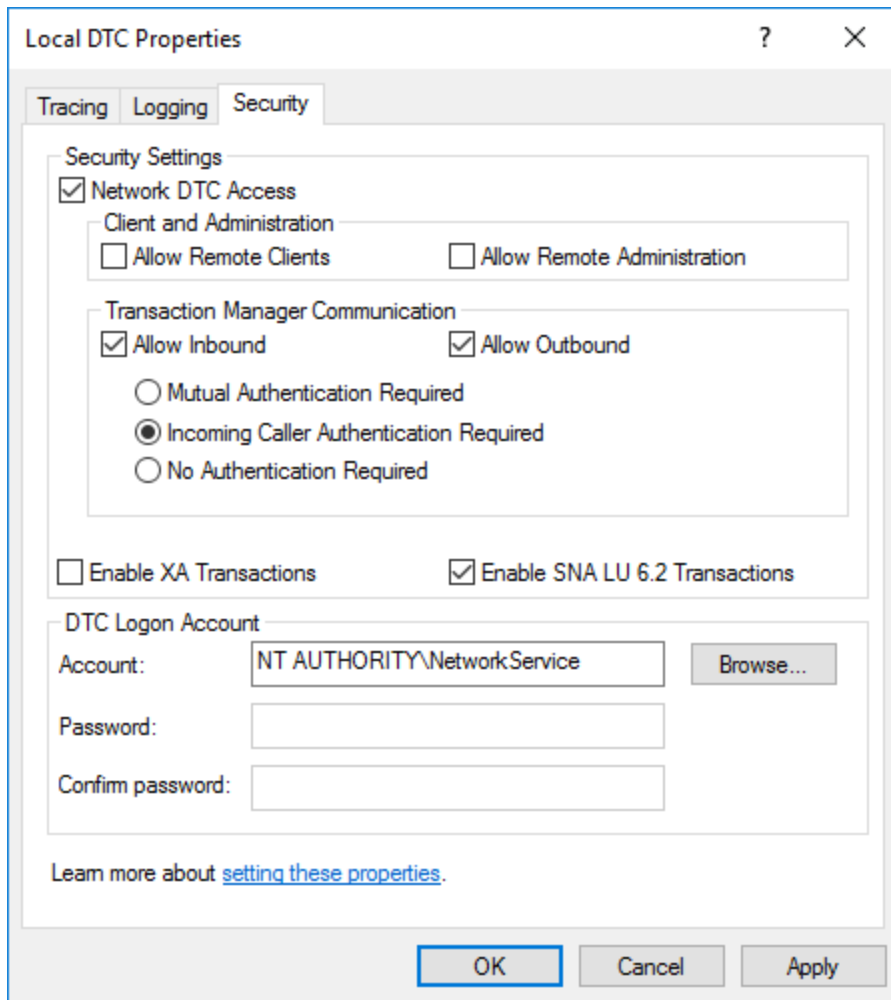 Local DTC Properties
?
Tracing Logging Security
Security Settings
Network DTC Access
Client and Administration
Allow Remote Clients Allow Remote Administration
Transaction Manager Communication
Allow Inbound Allow Outbound
Mutual Authentication Required
Incoming Caller Authentication Required
No Authentication Required
Enable XA Transactions Enable SNA LU 6.2 Transactions
DTC Logon Account
Account: NT AUTHORITY\NetworkService Browse...
Password:
Confirm password:
Learn more about setting these properties.
OK Cancel Apply